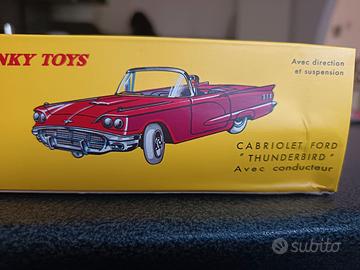 NKY TOYS
Avec direction
et suspension
CABRIOLET FORD
"THUNDERBIRD"
Avec conducteur
subito